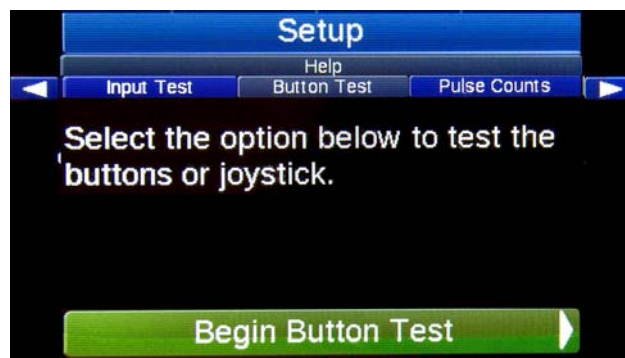 Setup
Help
Input Test Button Test Pulse Counts
Select the option below to test the
buttons or joystick.
Begin Button Test